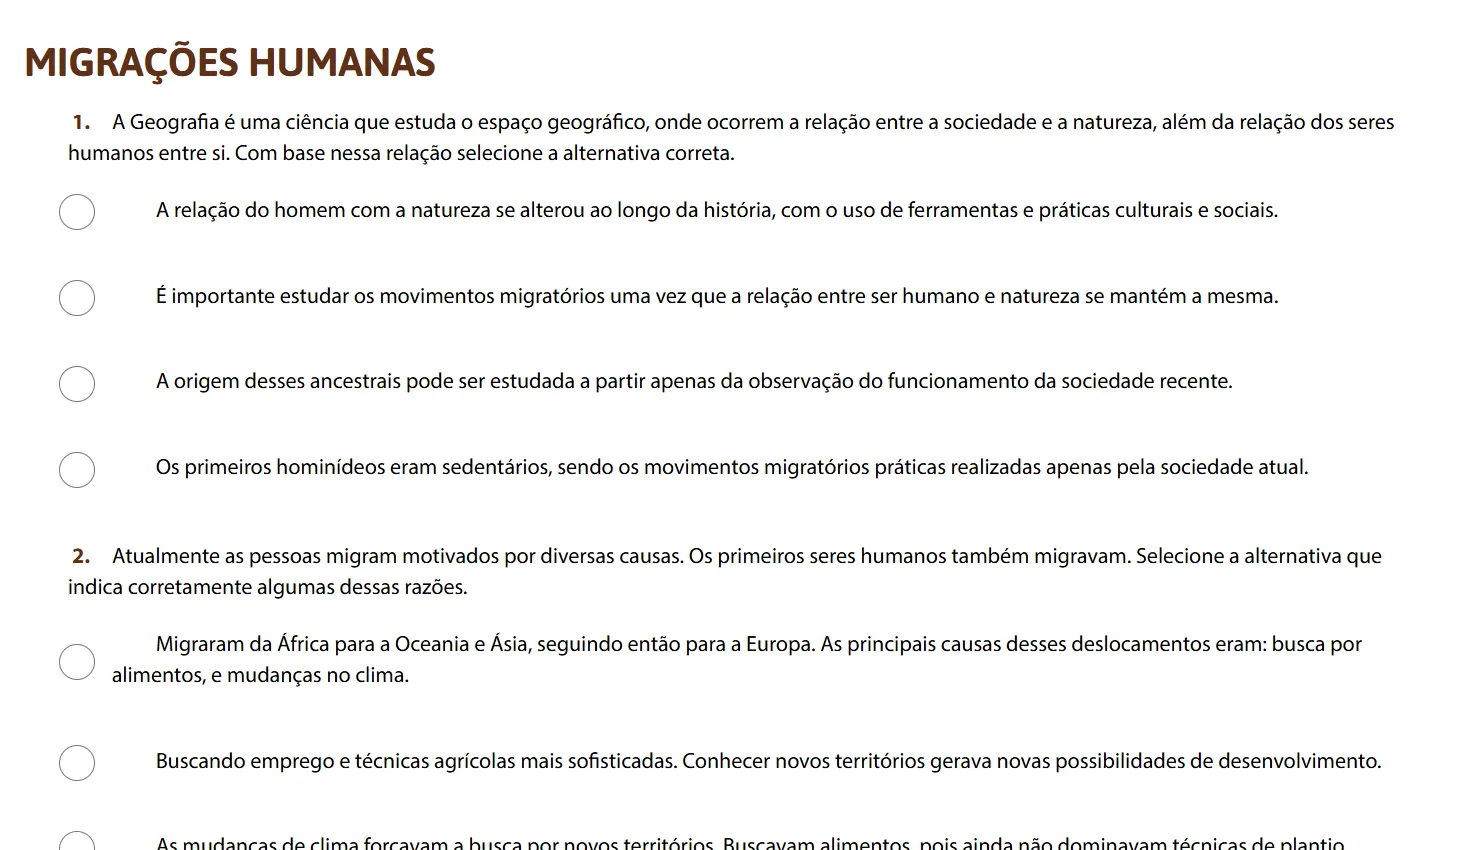 MIGRAÇÕES HUMANAS
1. A Geografia é uma ciência que estuda o espaço geográfico, onde ocorrem a relação entre a sociedade e a natureza, além da relação dos seres
humanos entre si. Com base nessa relação selecione a alternativa correta.
A relação do homem com a natureza se alterou ao longo da história, com o uso de ferramentas e práticas culturais e sociais.
É importante estudar os movimentos migratórios uma vez que a relação entre ser humano e natureza se mantém a mesma.
A origem desses ancestrais pode ser estudada a partir apenas da observação do funcionamento da sociedade recente.
Os primeiros hominídeos eram sedentários, sendo os movimentos migratórios práticas realizadas apenas pela sociedade atual.
2. Atualmente as pessoas migram motivados por diversas causas. Os primeiros seres humanos também migravam. Selecione a alternativa que
indica corretamente algumas dessas razões.
Migraram da África para a Oceania e Ásia, seguindo então para a Europa. As principais causas desses deslocamentos eram: busca por
alimentos, e mudanças no clima.
Buscando emprego e técnicas agrícolas mais sofisticadas. Conhecer novos territórios gerava novas possibilidades de desenvolvimento.
As mudanças de clima forçavam a busca por novos territórios. Buscavam alimentos, pois ainda não dominavam técnicas de plantio